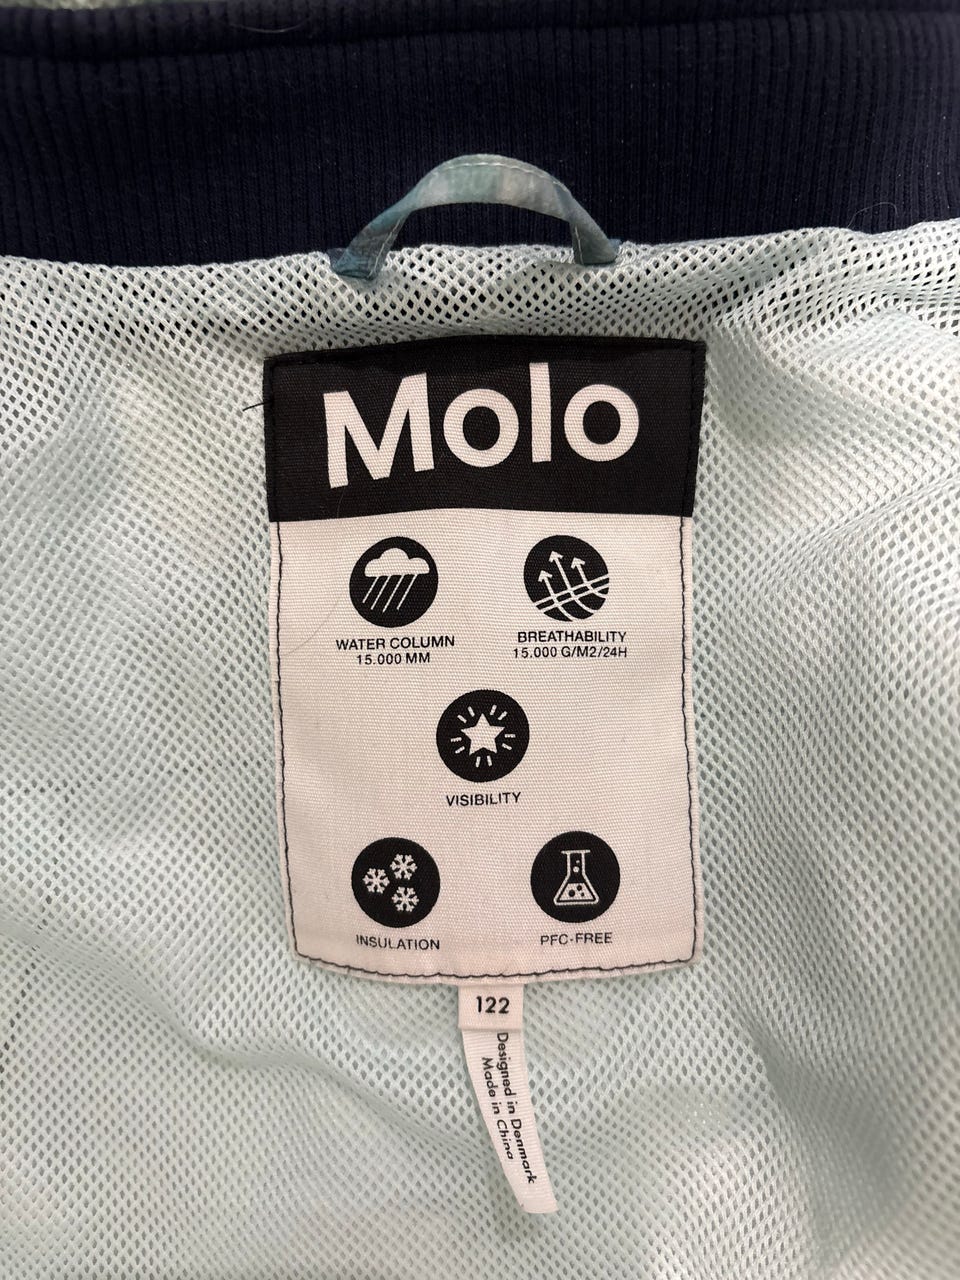 Molo
WATER COLUMN
15.000 MM
BREATHABILITY
15.000 G/M2/24H
VISIBILITY
INSULATION
PFC-FREE
122
Designed in Denmark
Made in China